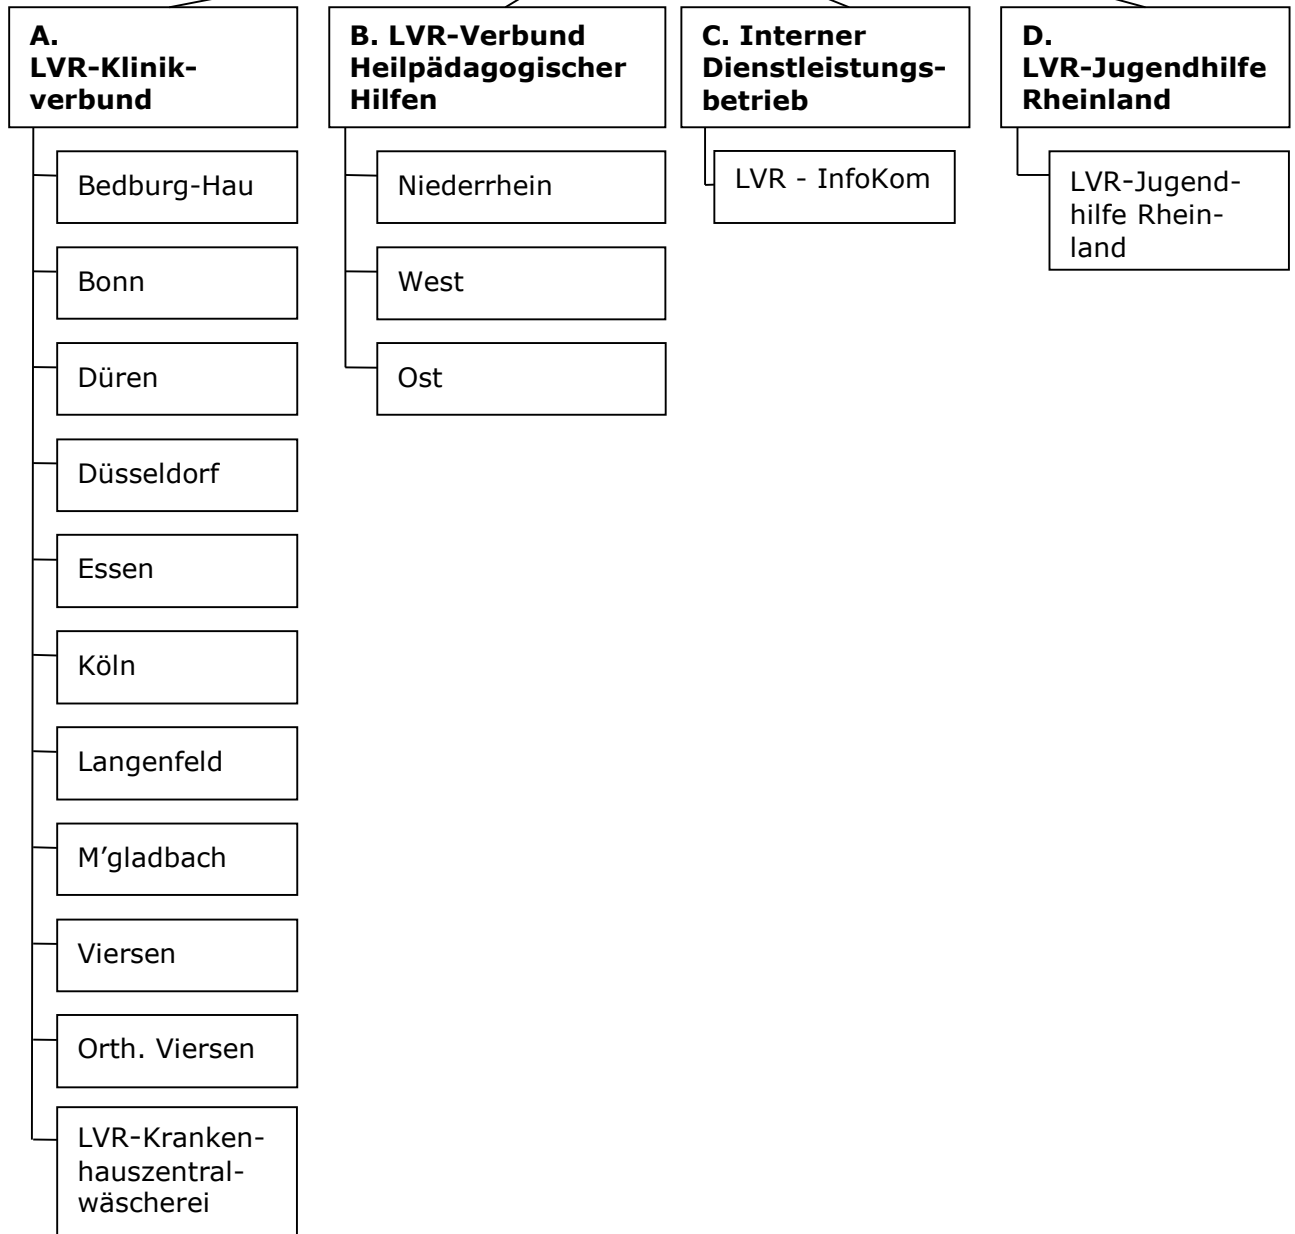 A.
LVR-Klinik-
verbund
Bedburg-Hau
Bonn
Düren
Düsseldorf
Essen
Köln
Langenfeld
M’gladbach
Viersen
Orth. Viersen
LVR-Kranken-
hauszentral-
wäscherei
B. LVR-Verbund
Heilpädagogischer
Hilfen
Niederrhein
West
Ost
C. Interner
Dienstleistungs-
betrieb
LVR - InfoKom
D.
LVR-Jugendhilfe
Rheinland
LVR-Jugend-
hilfe Rhein-
land